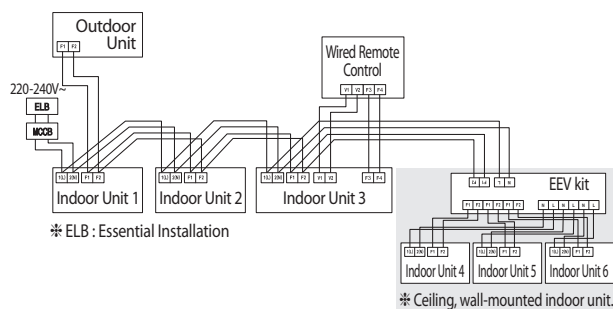 Outdoor
Unit
F1 F2
Wired Remote
Control
V1 V2 F3 F4
220-240V~
ELB
MCCB
1(L) 2(N) F1 F2
Indoor Unit 1
1(L) 2(N) F1 F2
Indoor Unit 2
1(L) 2(N) F1 F2 V1 V2 F3 F4
Indoor Unit 3
EEV kit
F1 F2 F1 F2 F1 F2 N L N L N L
❈ ELB : Essential Installation
1(L) 2(N) F1 F2
Indoor Unit 4
1(L) 2(N) F1 F2
Indoor Unit 5
1(L) 2(N) F1 F2
Indoor Unit 6
❈ Ceiling, wall-mounted indoor unit.